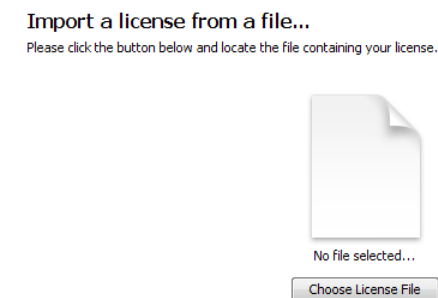 Import a license from a file...
Please click the button below and locate the file containing your license.
No file selected...
Choose License File